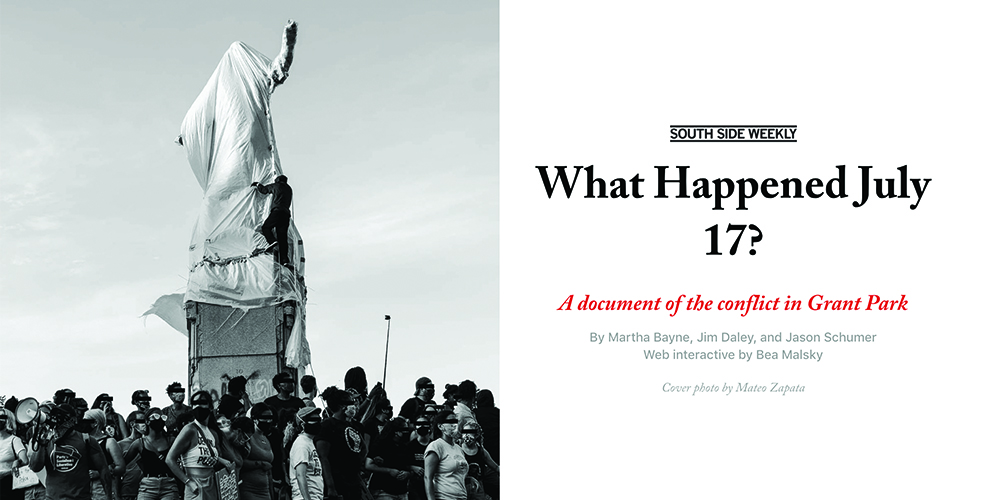 SOUTH SIDE WEEKLY
What Happened July
17?
A document of the conflict in Grant Park
By Martha Bayne, Jim Daley, and Jason Schumer
Web interactive by Bea Malsky
Cover photo by Mateo Zapata